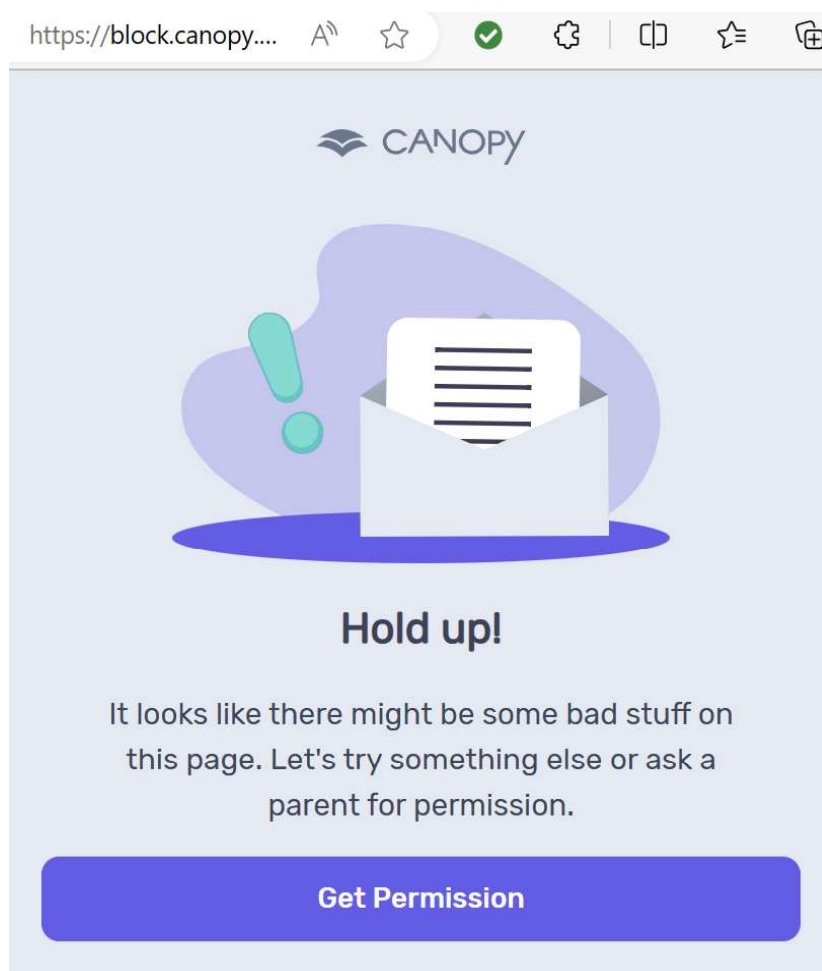 https://block.canopy....
CANOPY
Hold up!
It looks like there might be some bad stuff on
this page. Let's try something else or ask a
parent for permission.
Get Permission